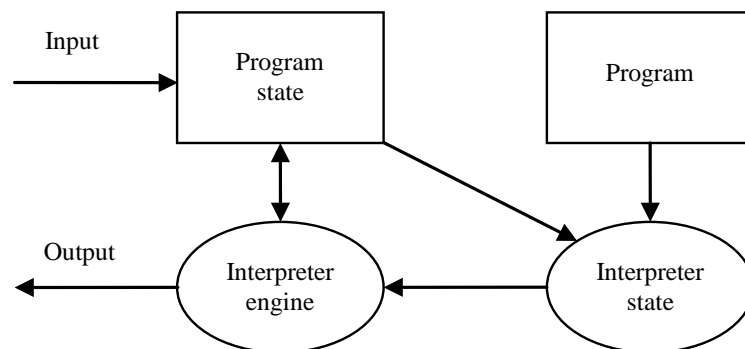 Input
Program
state
Program
Output
Interpreter
engine
Interpreter
state